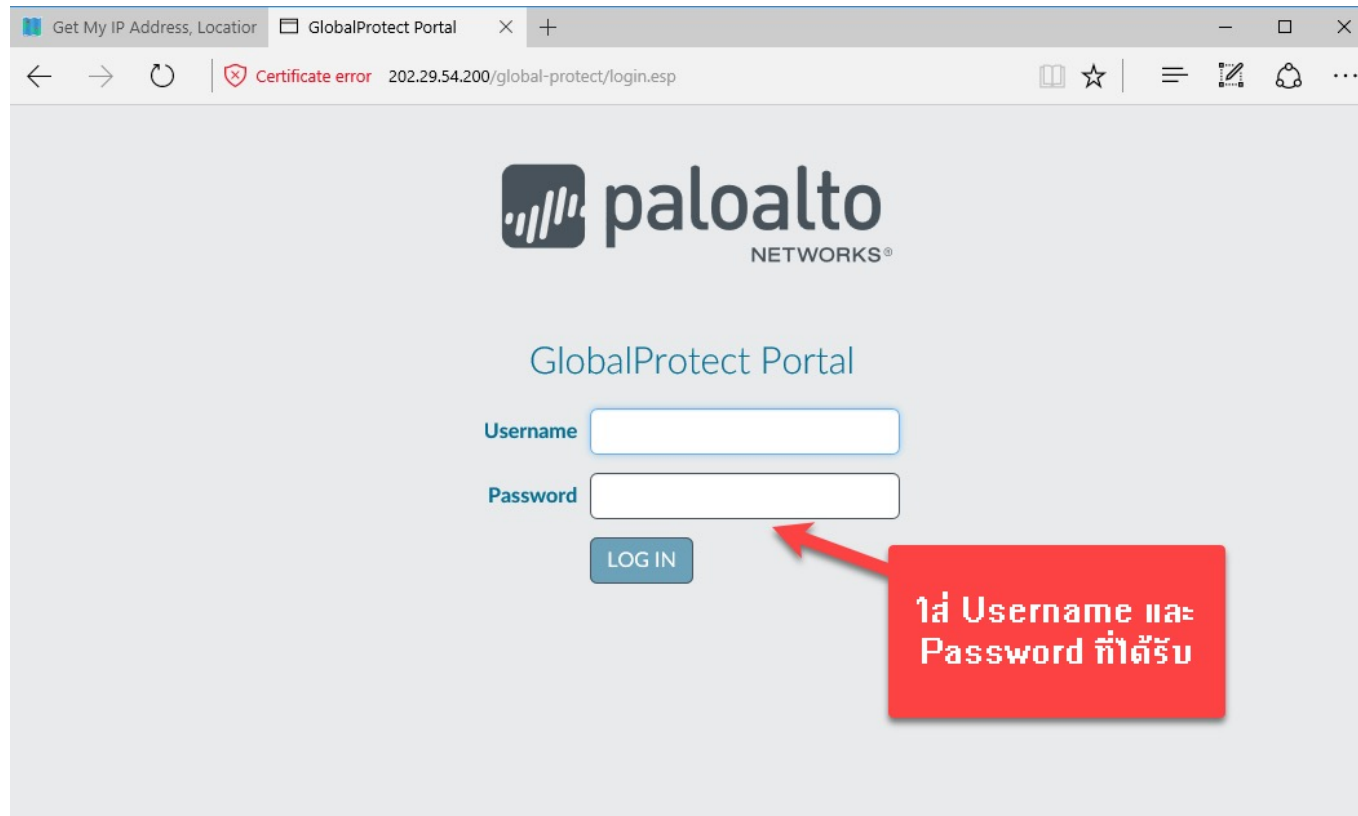 Get My IP Address, Locatior
GlobalProtect Portal
Certificate error 202.29.54.200/global-protect/login.esp
paloalto
NETWORKS®
GlobalProtect Portal
Username
Password
LOG IN
ใส่ Username และ
Password ที่ได้รับ